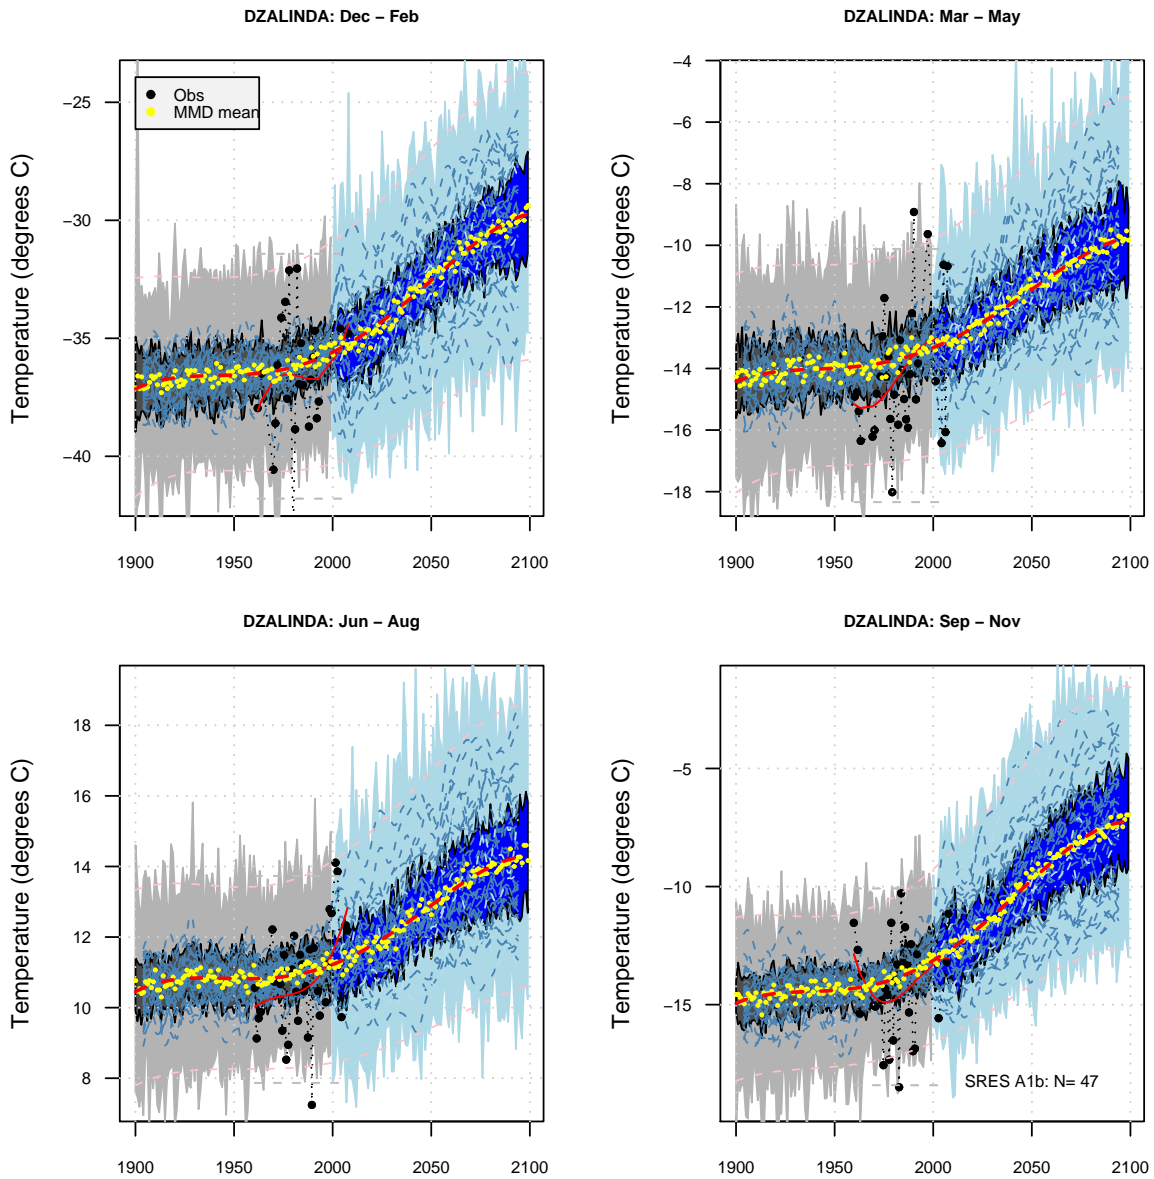 DZALINDA: Dec − Feb
Temperature (degrees C)
−25
−30
−35
−40
Obs
MMD mean
1900 1950 2000 2050 2100
DZALINDA: Mar − May
Temperature (degrees C)
−4
−6
−8
−10
−12
−14
−16
−18
1900 1950 2000 2050 2100
DZALINDA: Jun − Aug
Temperature (degrees C)
18
16
14
12
10
8
1900 1950 2000 2050 2100
DZALINDA: Sep − Nov
Temperature (degrees C)
−5
−10
−15
SRES A1b: N= 47
1900 1950 2000 2050 2100